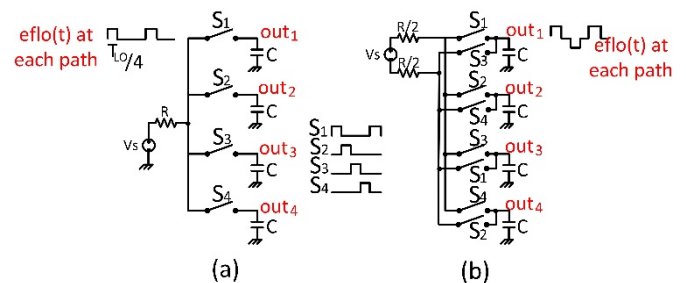 eflo(t) at
each path
T_LO/4
S1
out1
C
S2
out2
C
R
Vs
S3
out3
C
S4
out4
C
(a)
S1
S2
S3
S4
R/2
Vs
R/2
S1
out1
S3
C
S2
out2
S4
C
S3
out3
S1
C
S4
out4
S2
C
eflo(t) at
each path
(b)